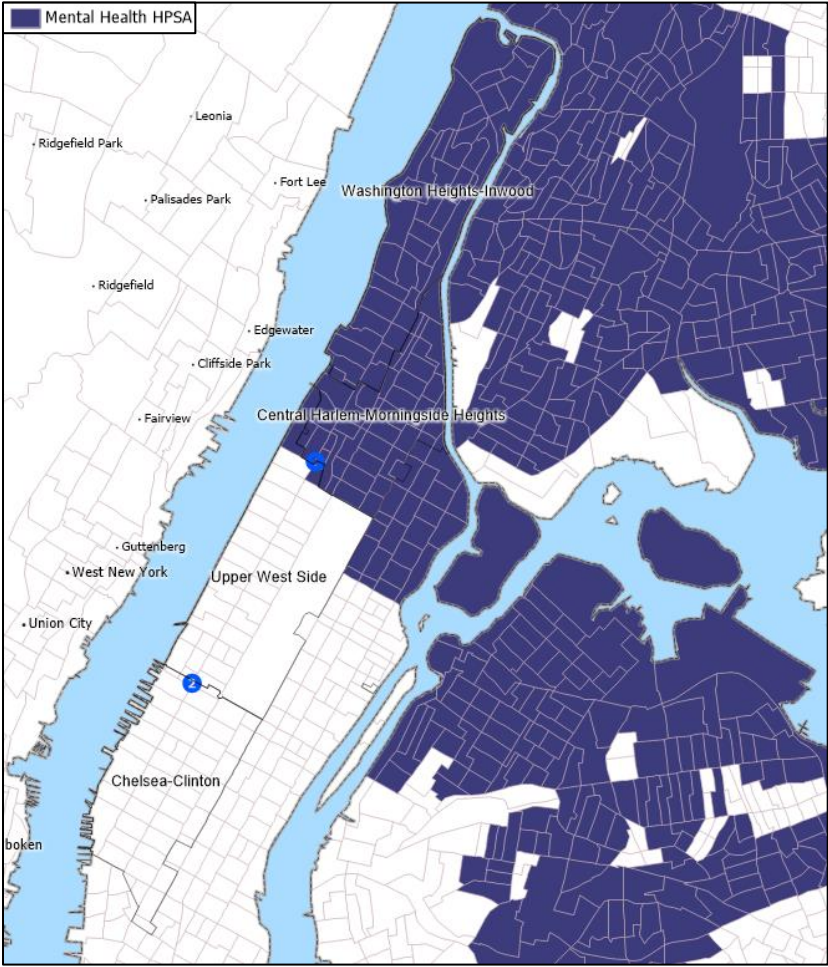 Mental Health HPSA
Leonia
Ridgefield Park
Fort Lee
Washington Heights-Inwood
Palisades Park
Ridgefield
Edgewater
Cliffside Park
Central Harlem-Morningside Heights
Fairview
Guttenberg
West New York
Upper West Side
Union City
2
Chelsea-Clinton
boken